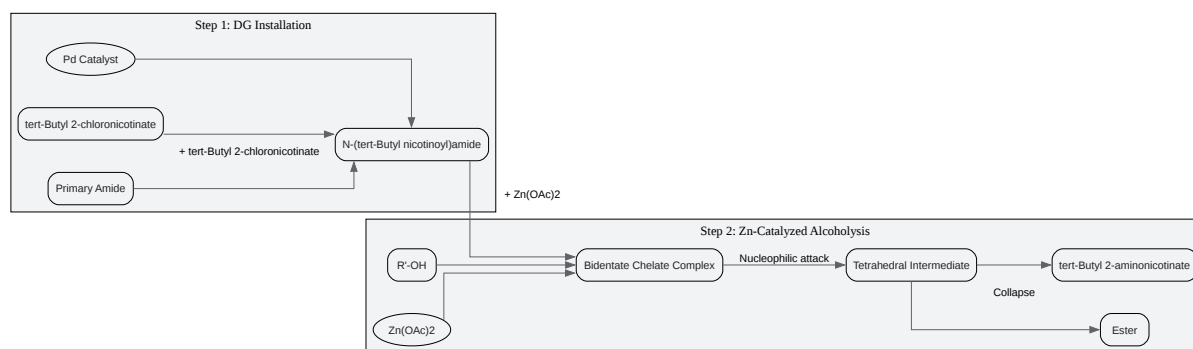 Step 1: DG Installation
Pd Catalyst
tert-Butyl 2-chloronicotinate
+ tert-Butyl 2-chloronicotinate
N-(tert-Butyl nicotinoyl)amide
Primary Amide
+ Zn(OAc)2
Step 2: Zn-Catalyzed Alcoholysis
R'-OH
Bidentate Chelate Complex
Nucleophilic attack
Tetrahedral Intermediate
tert-Butyl 2-aminonicotinate
Collapse
Zn(OAc)2
Ester